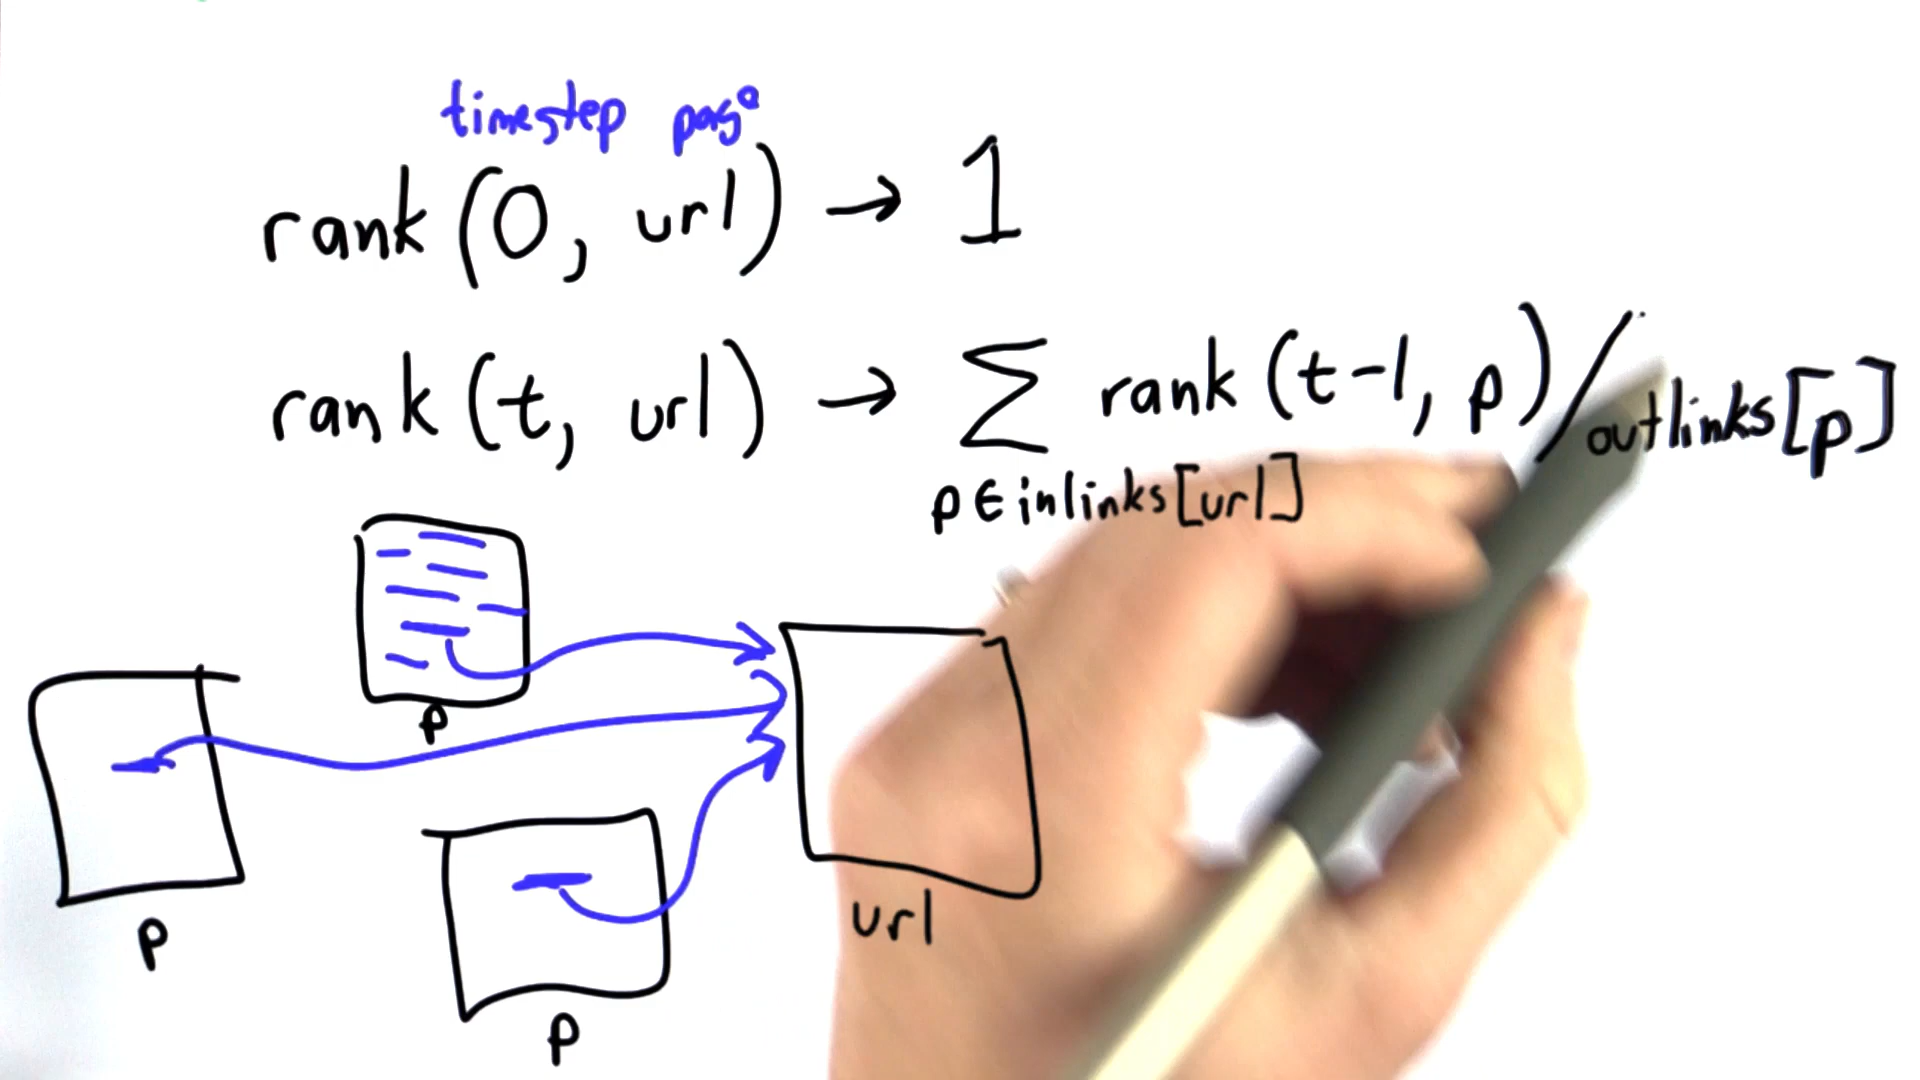 timestep page
rank (0, url) → 1
rank (t, url) → ∑ rank (t-1, p) / outlinks[p]
p ∈ inlinks[url]
p
p
url
p